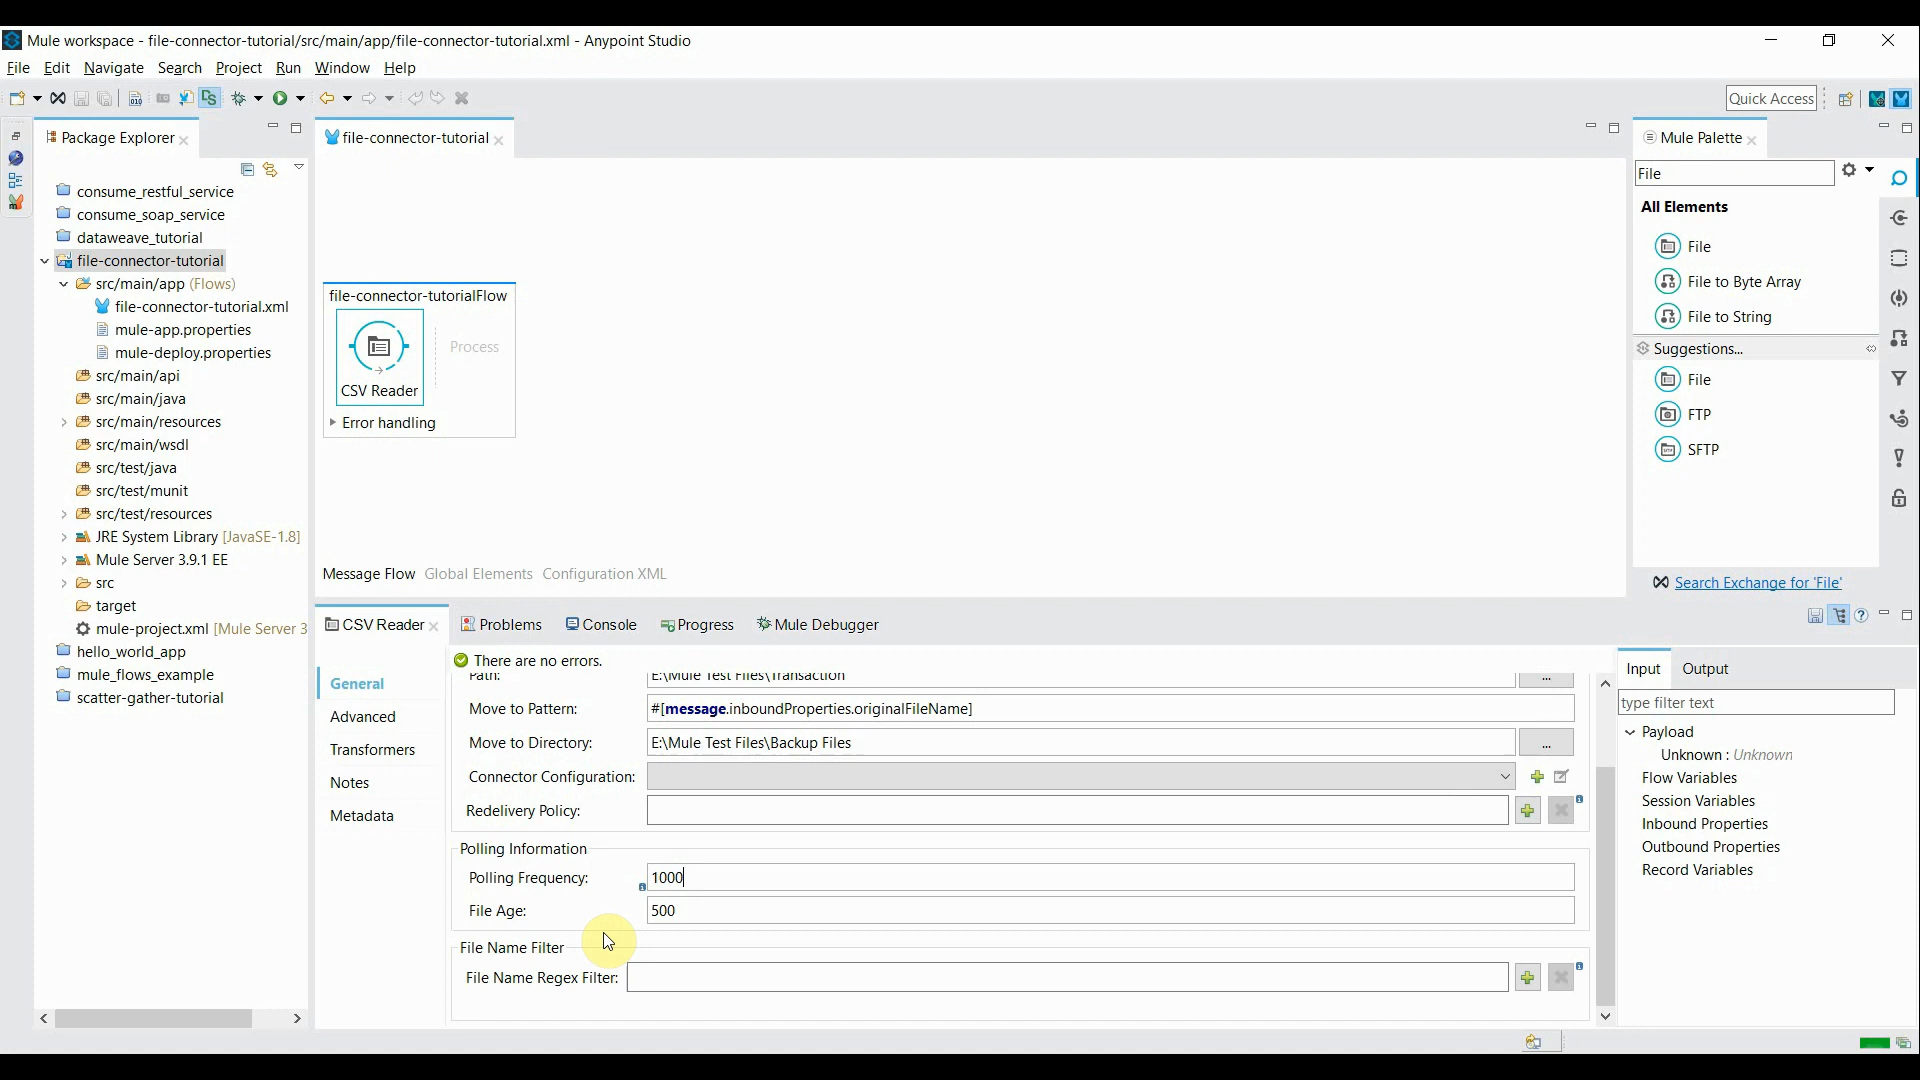 Mule workspace - file-connector-tutorial/src/main/app/file-connector-tutorial.xml - Anypoint Studio
File Edit Navigate Search Project Run Window Help
Quick Access
Package Explorer
consume_restful_service
consume_soap_service
dataweave_tutorial
file-connector-tutorial
src/main/app (Flows)
file-connector-tutorial.xml
mule-app.properties
mule-deploy.properties
src/main/api
src/main/java
src/main/resources
src/main/wsdl
src/test/java
src/test/munit
src/test/resources
JRE System Library [JavaSE-1.8]
Mule Server 3.9.1 EE
src
target
mule-project.xml [Mule Server 3
hello_world_app
mule_flows_example
scatter-gather-tutorial
file-connector-tutorial
file-connector-tutorialFlow
CSV Reader
Process
Error handling
Message Flow Global Elements Configuration XML
Mule Palette
File
All Elements
File
File to Byte Array
File to String
Suggestions...
File
FTP
SFTP
Search Exchange for 'File'
CSV Reader Problems Console Progress Mule Debugger
There are no errors.
General
Advanced
Transformers
Notes
Metadata
Path: E:\Mule Test Files\Transaction ...
Move to Pattern: #[message.inboundProperties.originalFileName]
Move to Directory: E:\Mule Test Files\Backup Files ...
Connector Configuration:
Redelivery Policy:
Polling Information
Polling Frequency: 1000
File Age: 500
File Name Filter
File Name Regex Filter:
Input Output
type filter text
Payload
Unknown : Unknown
Flow Variables
Session Variables
Inbound Properties
Outbound Properties
Record Variables